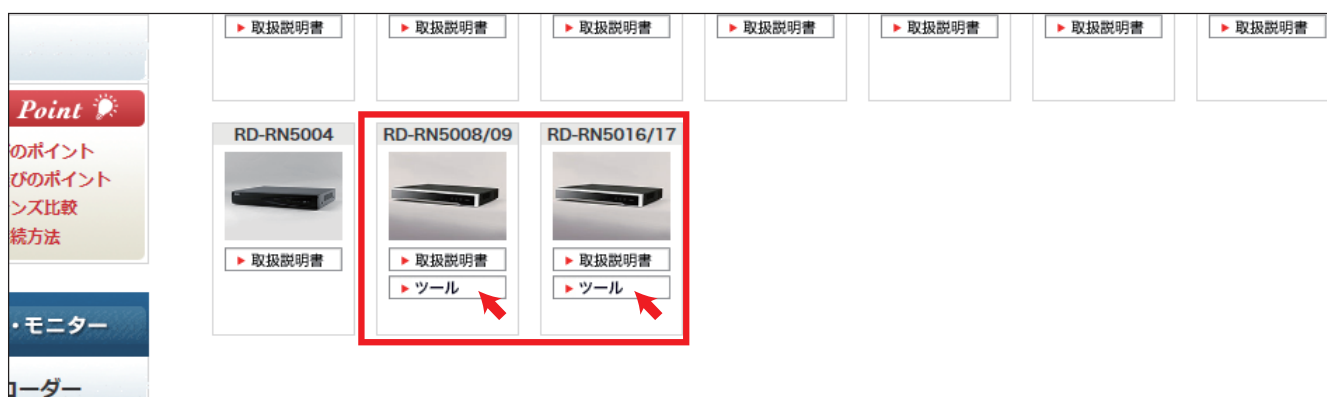 取扱説明書 取扱説明書 取扱説明書 取扱説明書 取扱説明書 取扱説明書 取扱説明書
Point
のポイント
びのポイント
ンズ比較
続方法
・モニター
コーダー
RD-RN5004 RD-RN5008/09 RD-RN5016/17
取扱説明書 取扱説明書 取扱説明書
ツール ツール